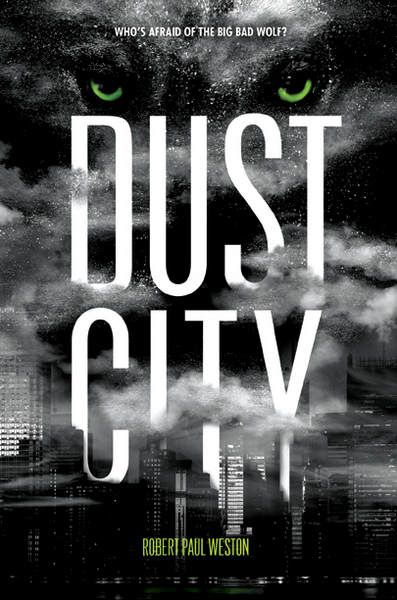 WHO'S AFRAID OF THE BIG BAD WOLF?
DUST
CITY
ROBERT PAUL WESTON